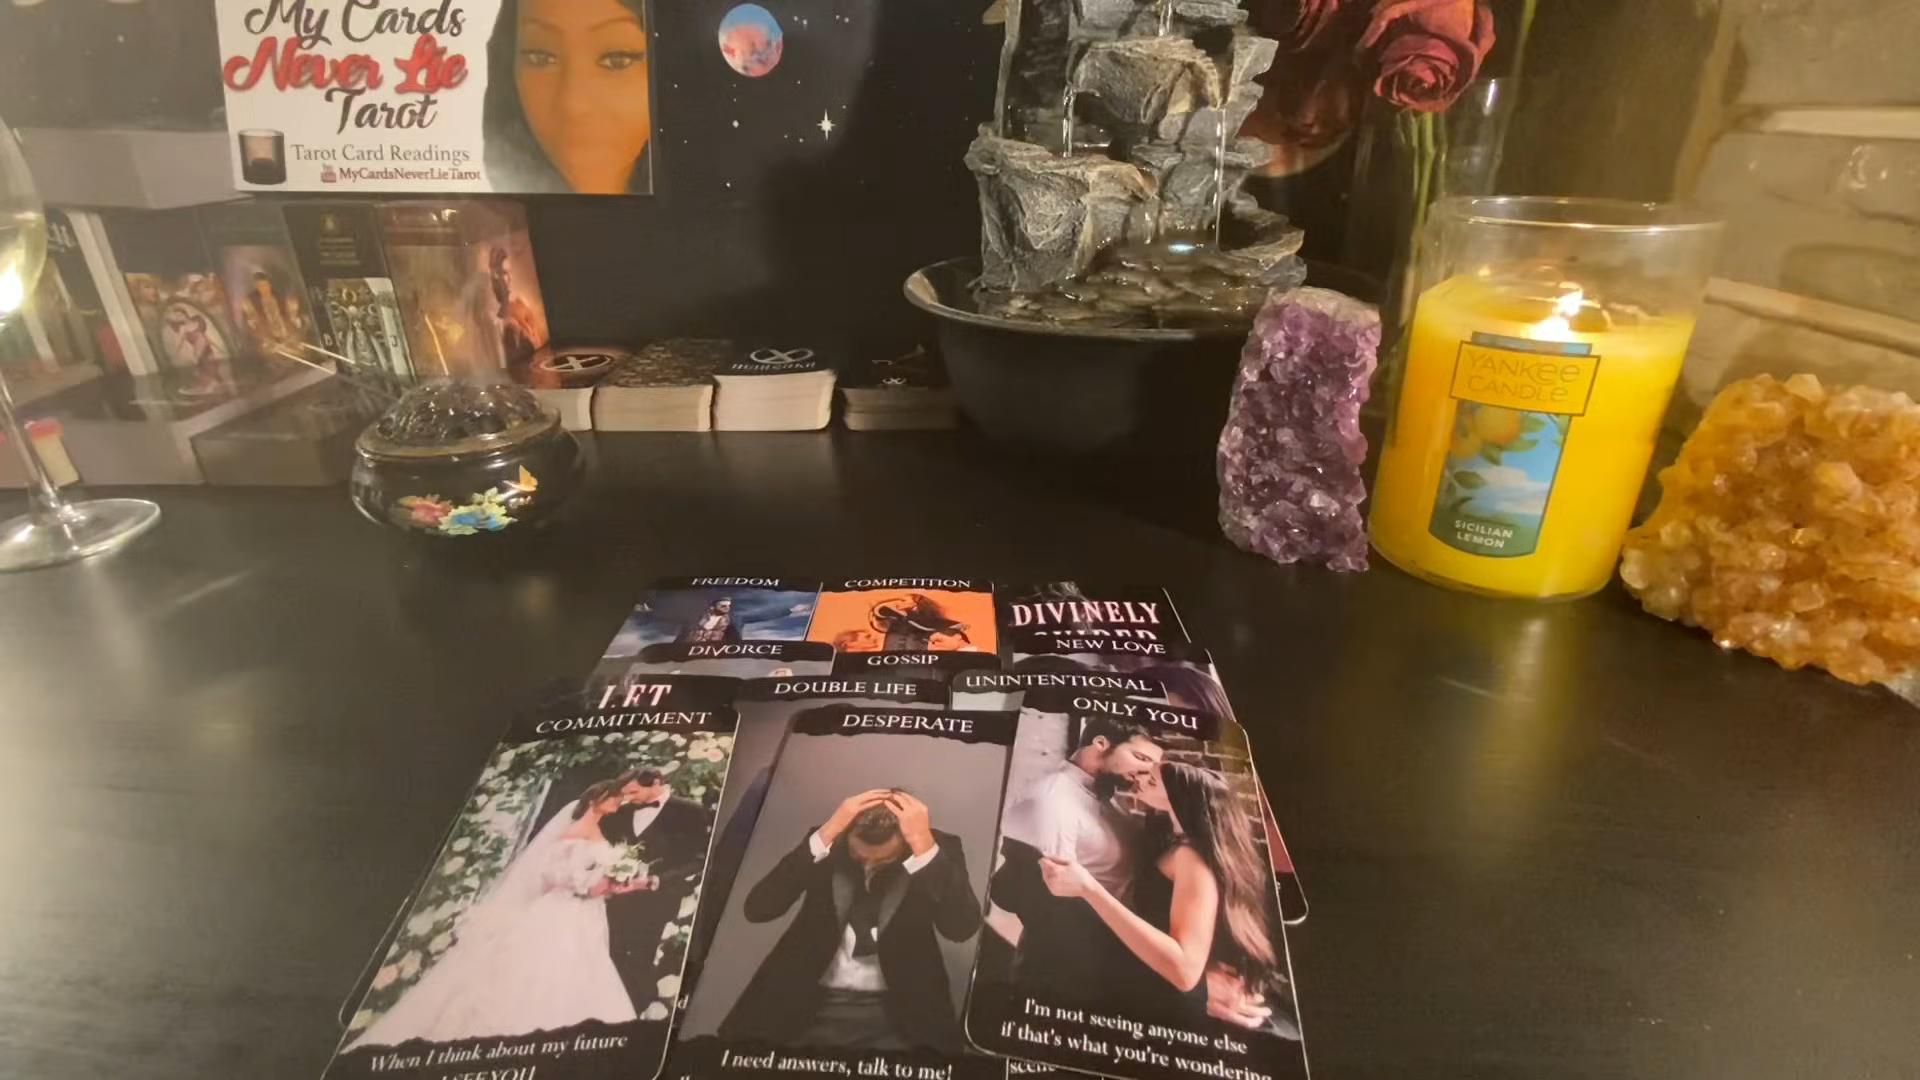 My Cards
Never Lie
Tarot
Tarot Card Readings
MyCardsNeverLieTarot
YANKEE
CANDLE
SICILIAN
LEMON
FREEDOM
COMPETITION
DIVINELY
NEW LOVE
DIVORCE
GOSSIP
LET
DOUBLE LIFE
UNINTENTIONAL
COMMITMENT
DESPERATE
ONLY YOU
When I think about my future
I SEE YOU
I need answers, talk to me!
I'm not seeing anyone else
if that's what you're wondering
scene